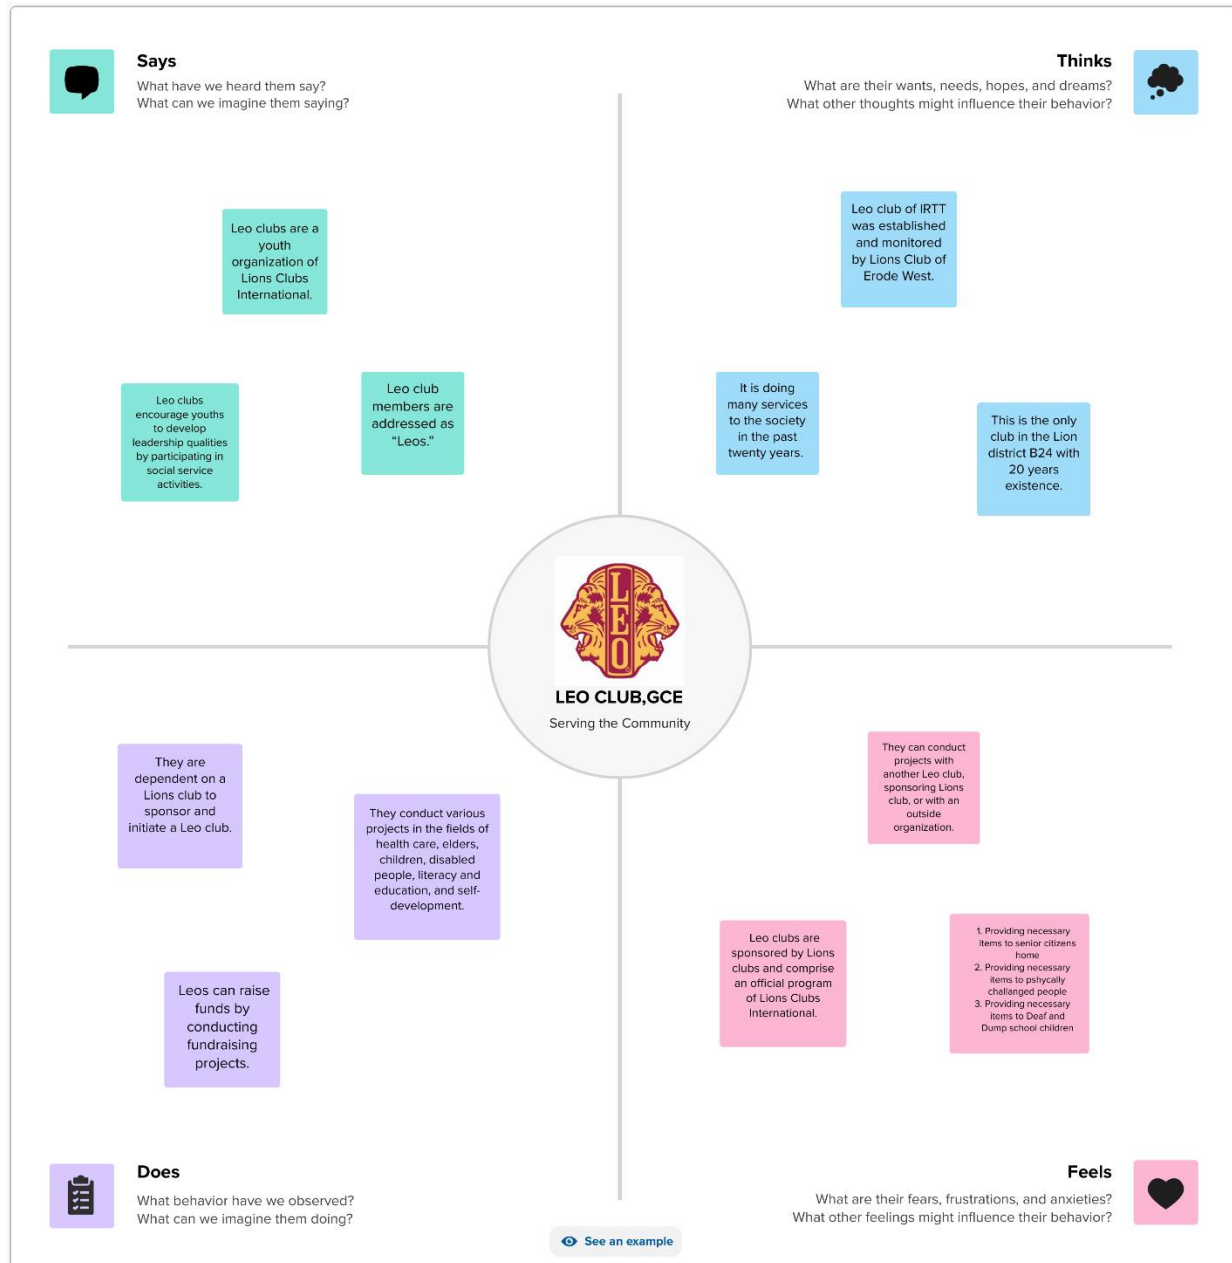 Says
What have we heard them say?
What can we imagine them saying?
Thinks
What are their wants, needs, hopes, and dreams?
What other thoughts might influence their behavior?
Leo clubs are a
youth
organization of
Lions Clubs
International.
Leo clubs
encourage youths
to develop
leadership qualities
by participating in
social service
activities.
Leo club
members are
addressed as
“Leos.”
Leo club of IRTT
was established
and monitored
by Lions Club of
Erode West.
It is doing
many services
to the society
in the past
twenty years.
This is the only
club in the Lion
district B24 with
20 years
existence.
LEO
LEO CLUB,GCE
Serving the Community
They are
dependent on a
Lions club to
sponsor and
initiate a Leo club.
They conduct various
projects in the fields of
health care, elders,
children, disabled
people, literacy and
education, and self-
development.
Leos can raise
funds by
conducting
fundraising
projects.
They can conduct
projects with
another Leo club,
sponsoring Lions
club, or with an
outside
organization.
Leo clubs are
sponsored by Lions
clubs and comprise
an official program
of Lions Clubs
International.
1. Providing necessary
items to senior citizens
home
2. Providing necessary
items to pshycally
challanged people
3. Providing necessary
items to Deaf and
Dump school children
Does
What behavior have we observed?
What can we imagine them doing?
Feels
What are their fears, frustrations, and anxieties?
What other feelings might influence their behavior?
See an example